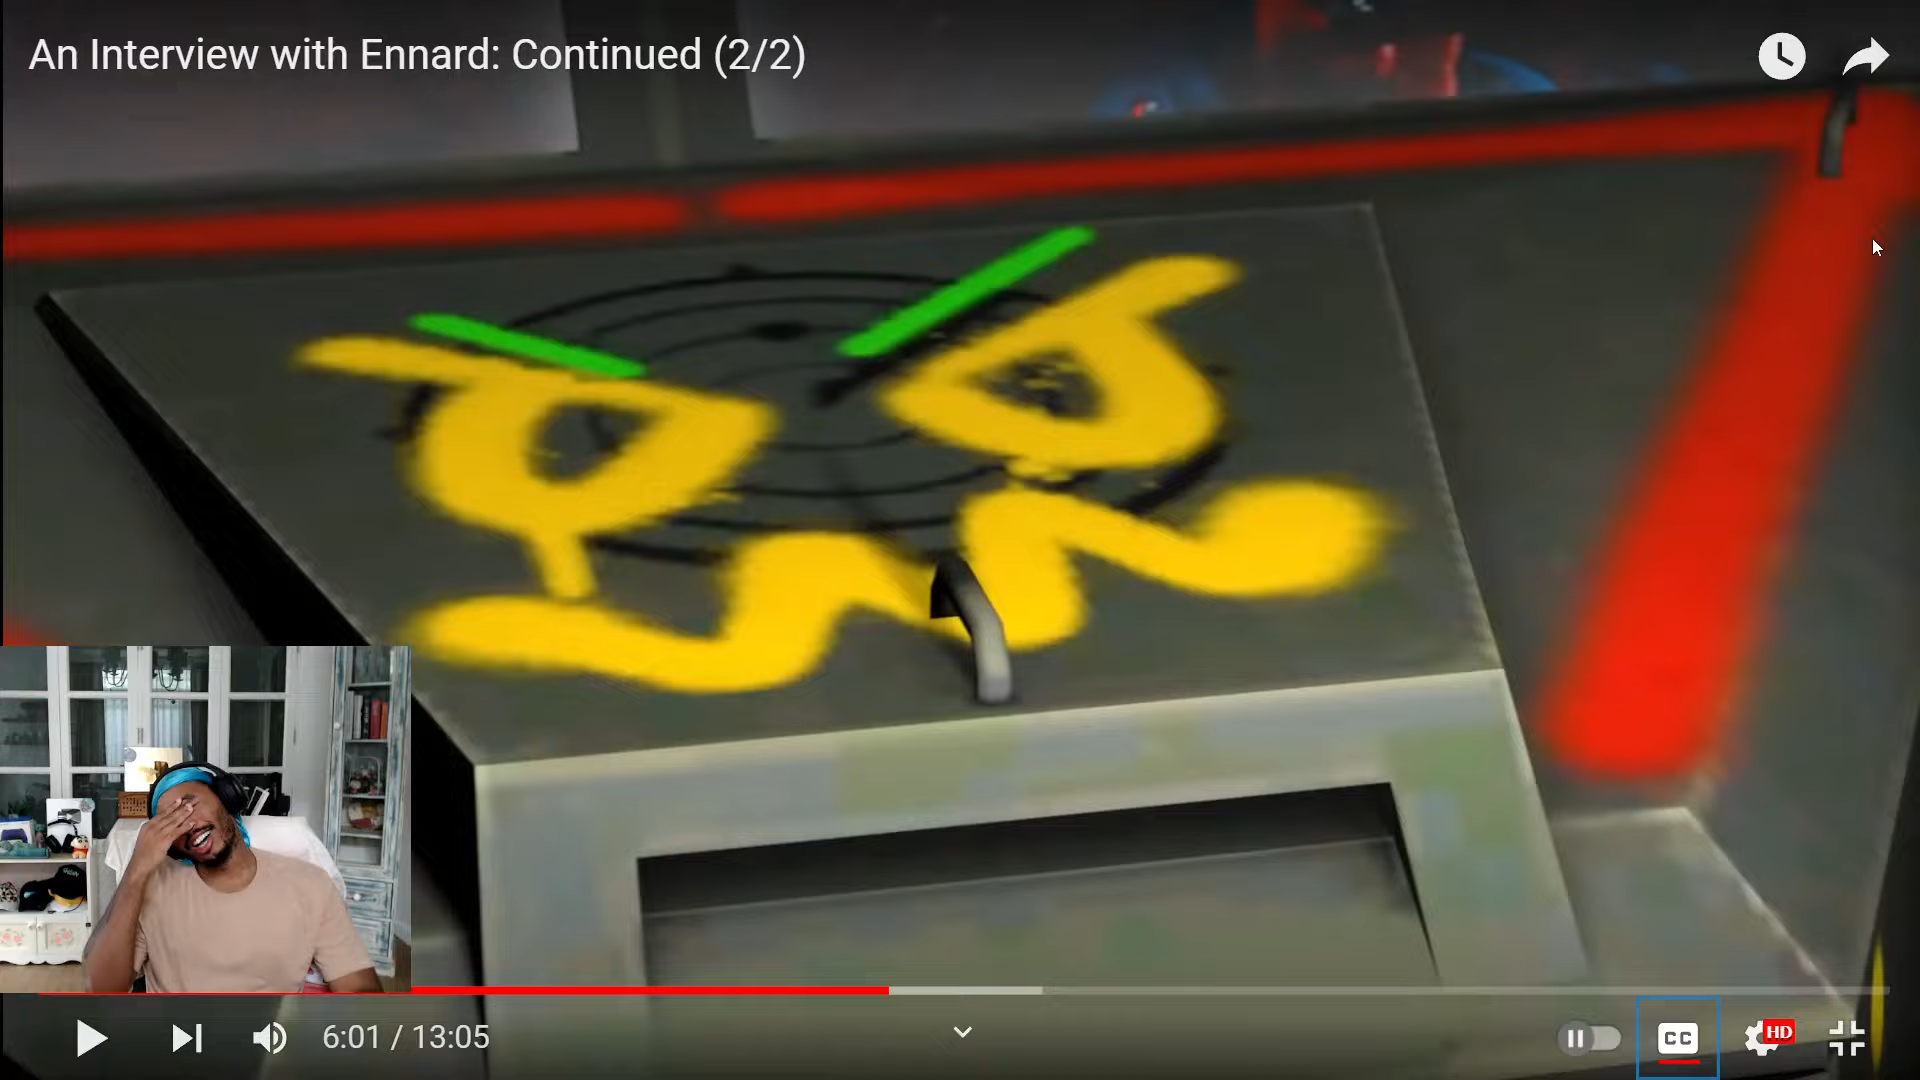 An Interview with Ennard: Continued (2/2)
6:01 / 13:05
CC
HD